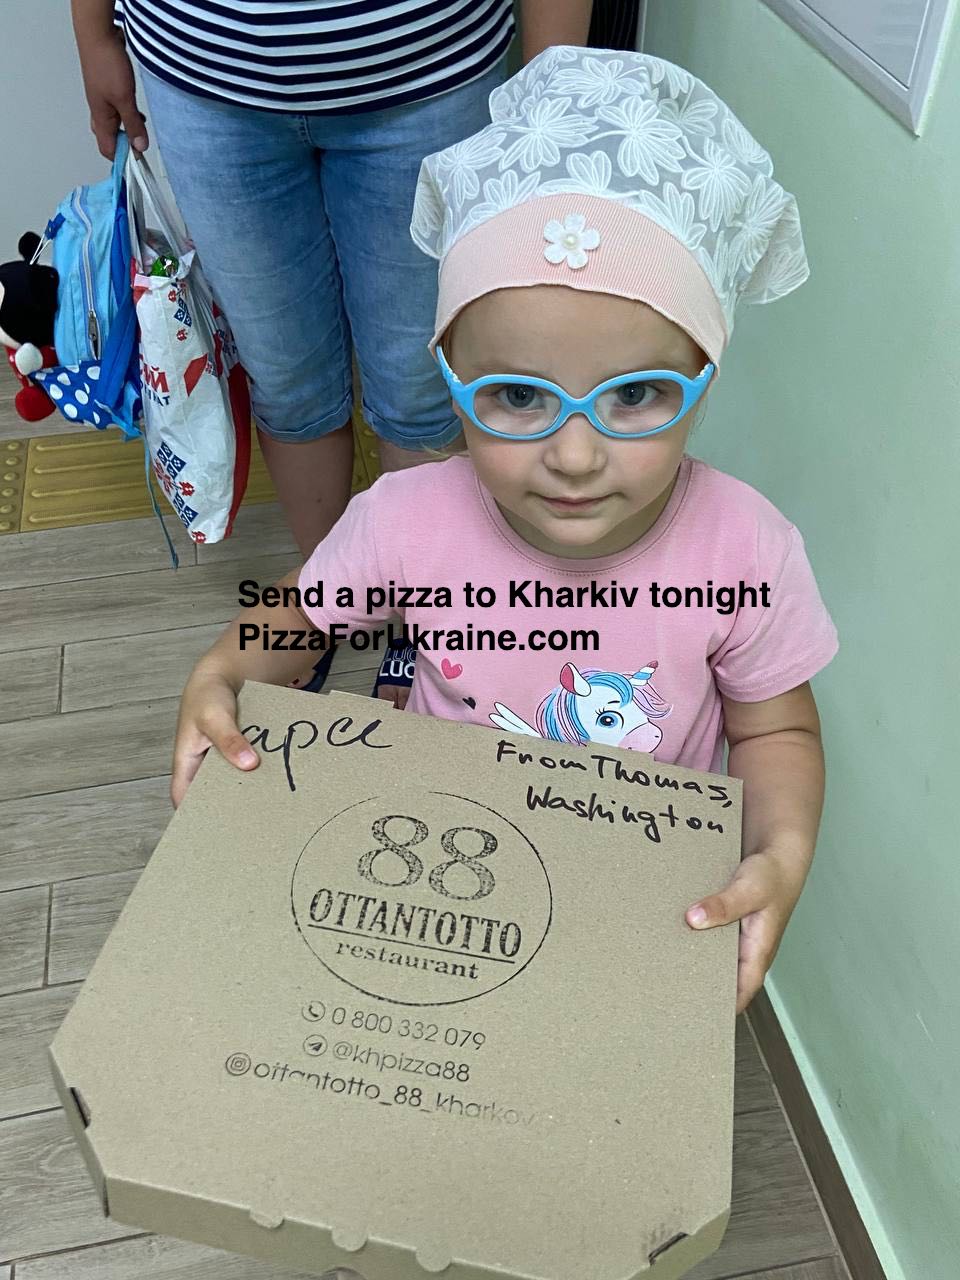 Send a pizza to Kharkiv tonight
PizzaForUkraine.com
LUC
From Thomas,
Washington
88
OTTANTOTTO
restaurant
0 800 332 079
@khpizza88
ottantotto_88_kharkov